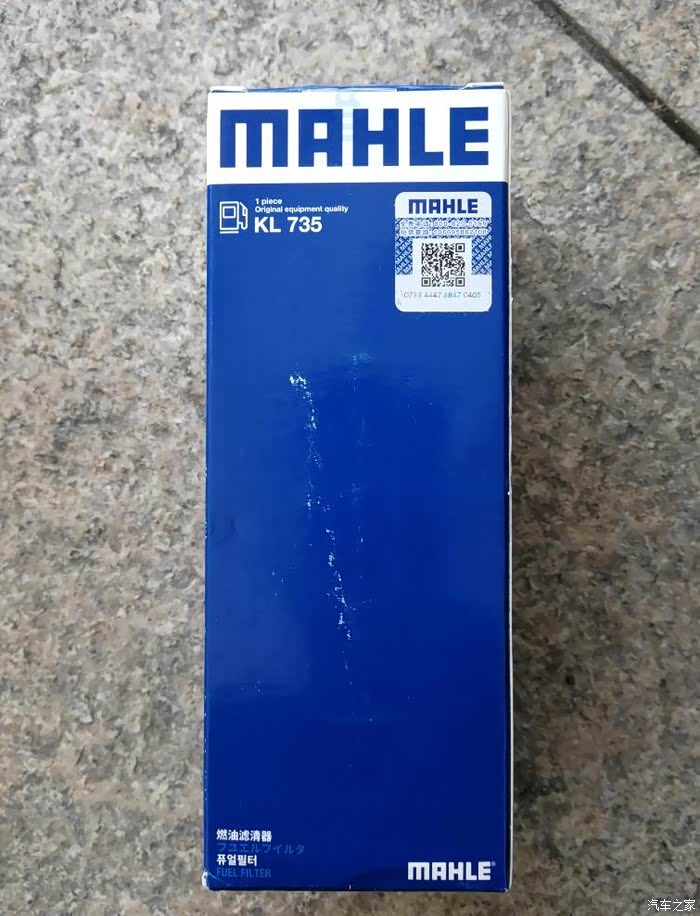 MAHLE
1 piece
Original equipment quality
KL 735
MAHLE
0733 4447 6847 0405
燃油滤清器
フユエルフイルタ
퓨얼필터
FUEL FILTER
MAHLE
汽车之家